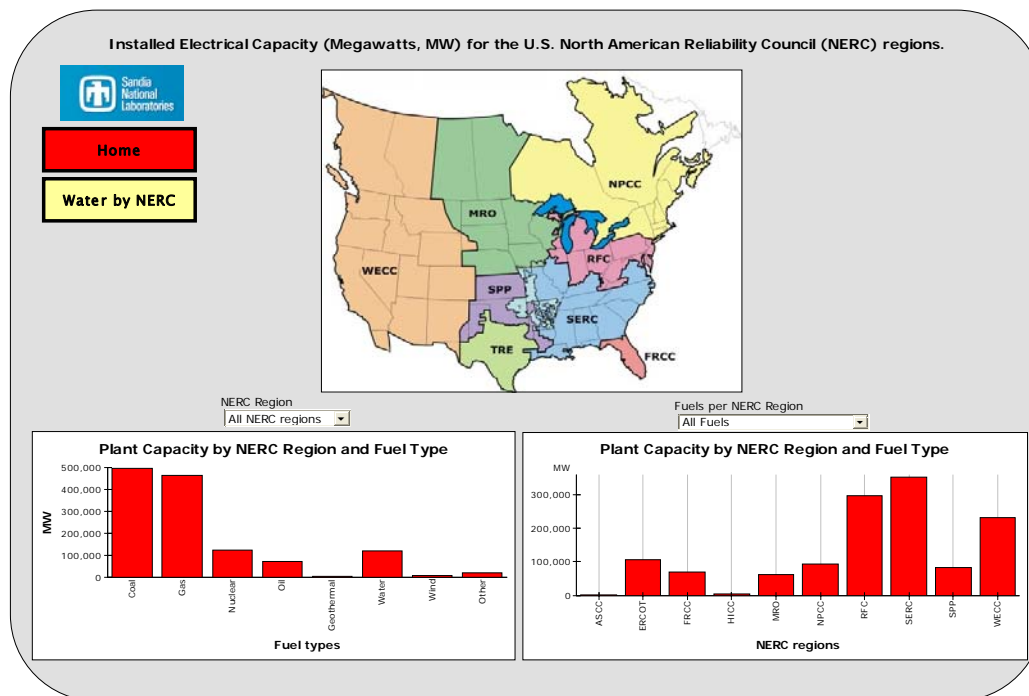 Installed Electrical Capacity (Megawatts, MW) for the U.S. North American Reliability Council (NERC) regions.
Sandia
National
Laboratories
Home
Water by NERC
NPCC
MRO
RFC
WECC
SPP
SERC
TRE
FRCC
NERC Region
All NERC regions
Fuels per NERC Region
All Fuels
Plant Capacity by NERC Region and Fuel Type
MW
500,000
400,000
300,000
200,000
100,000
0
Coal
Gas
Nuclear
Oil
Geothermal
Water
Wind
Other
Fuel types
Plant Capacity by NERC Region and Fuel Type
MW
300,000
200,000
100,000
0
ASCC
ERCOT
FRCC
HICC
MRO
NPCC
RFC
SERC
SPP
WECC
NERC regions